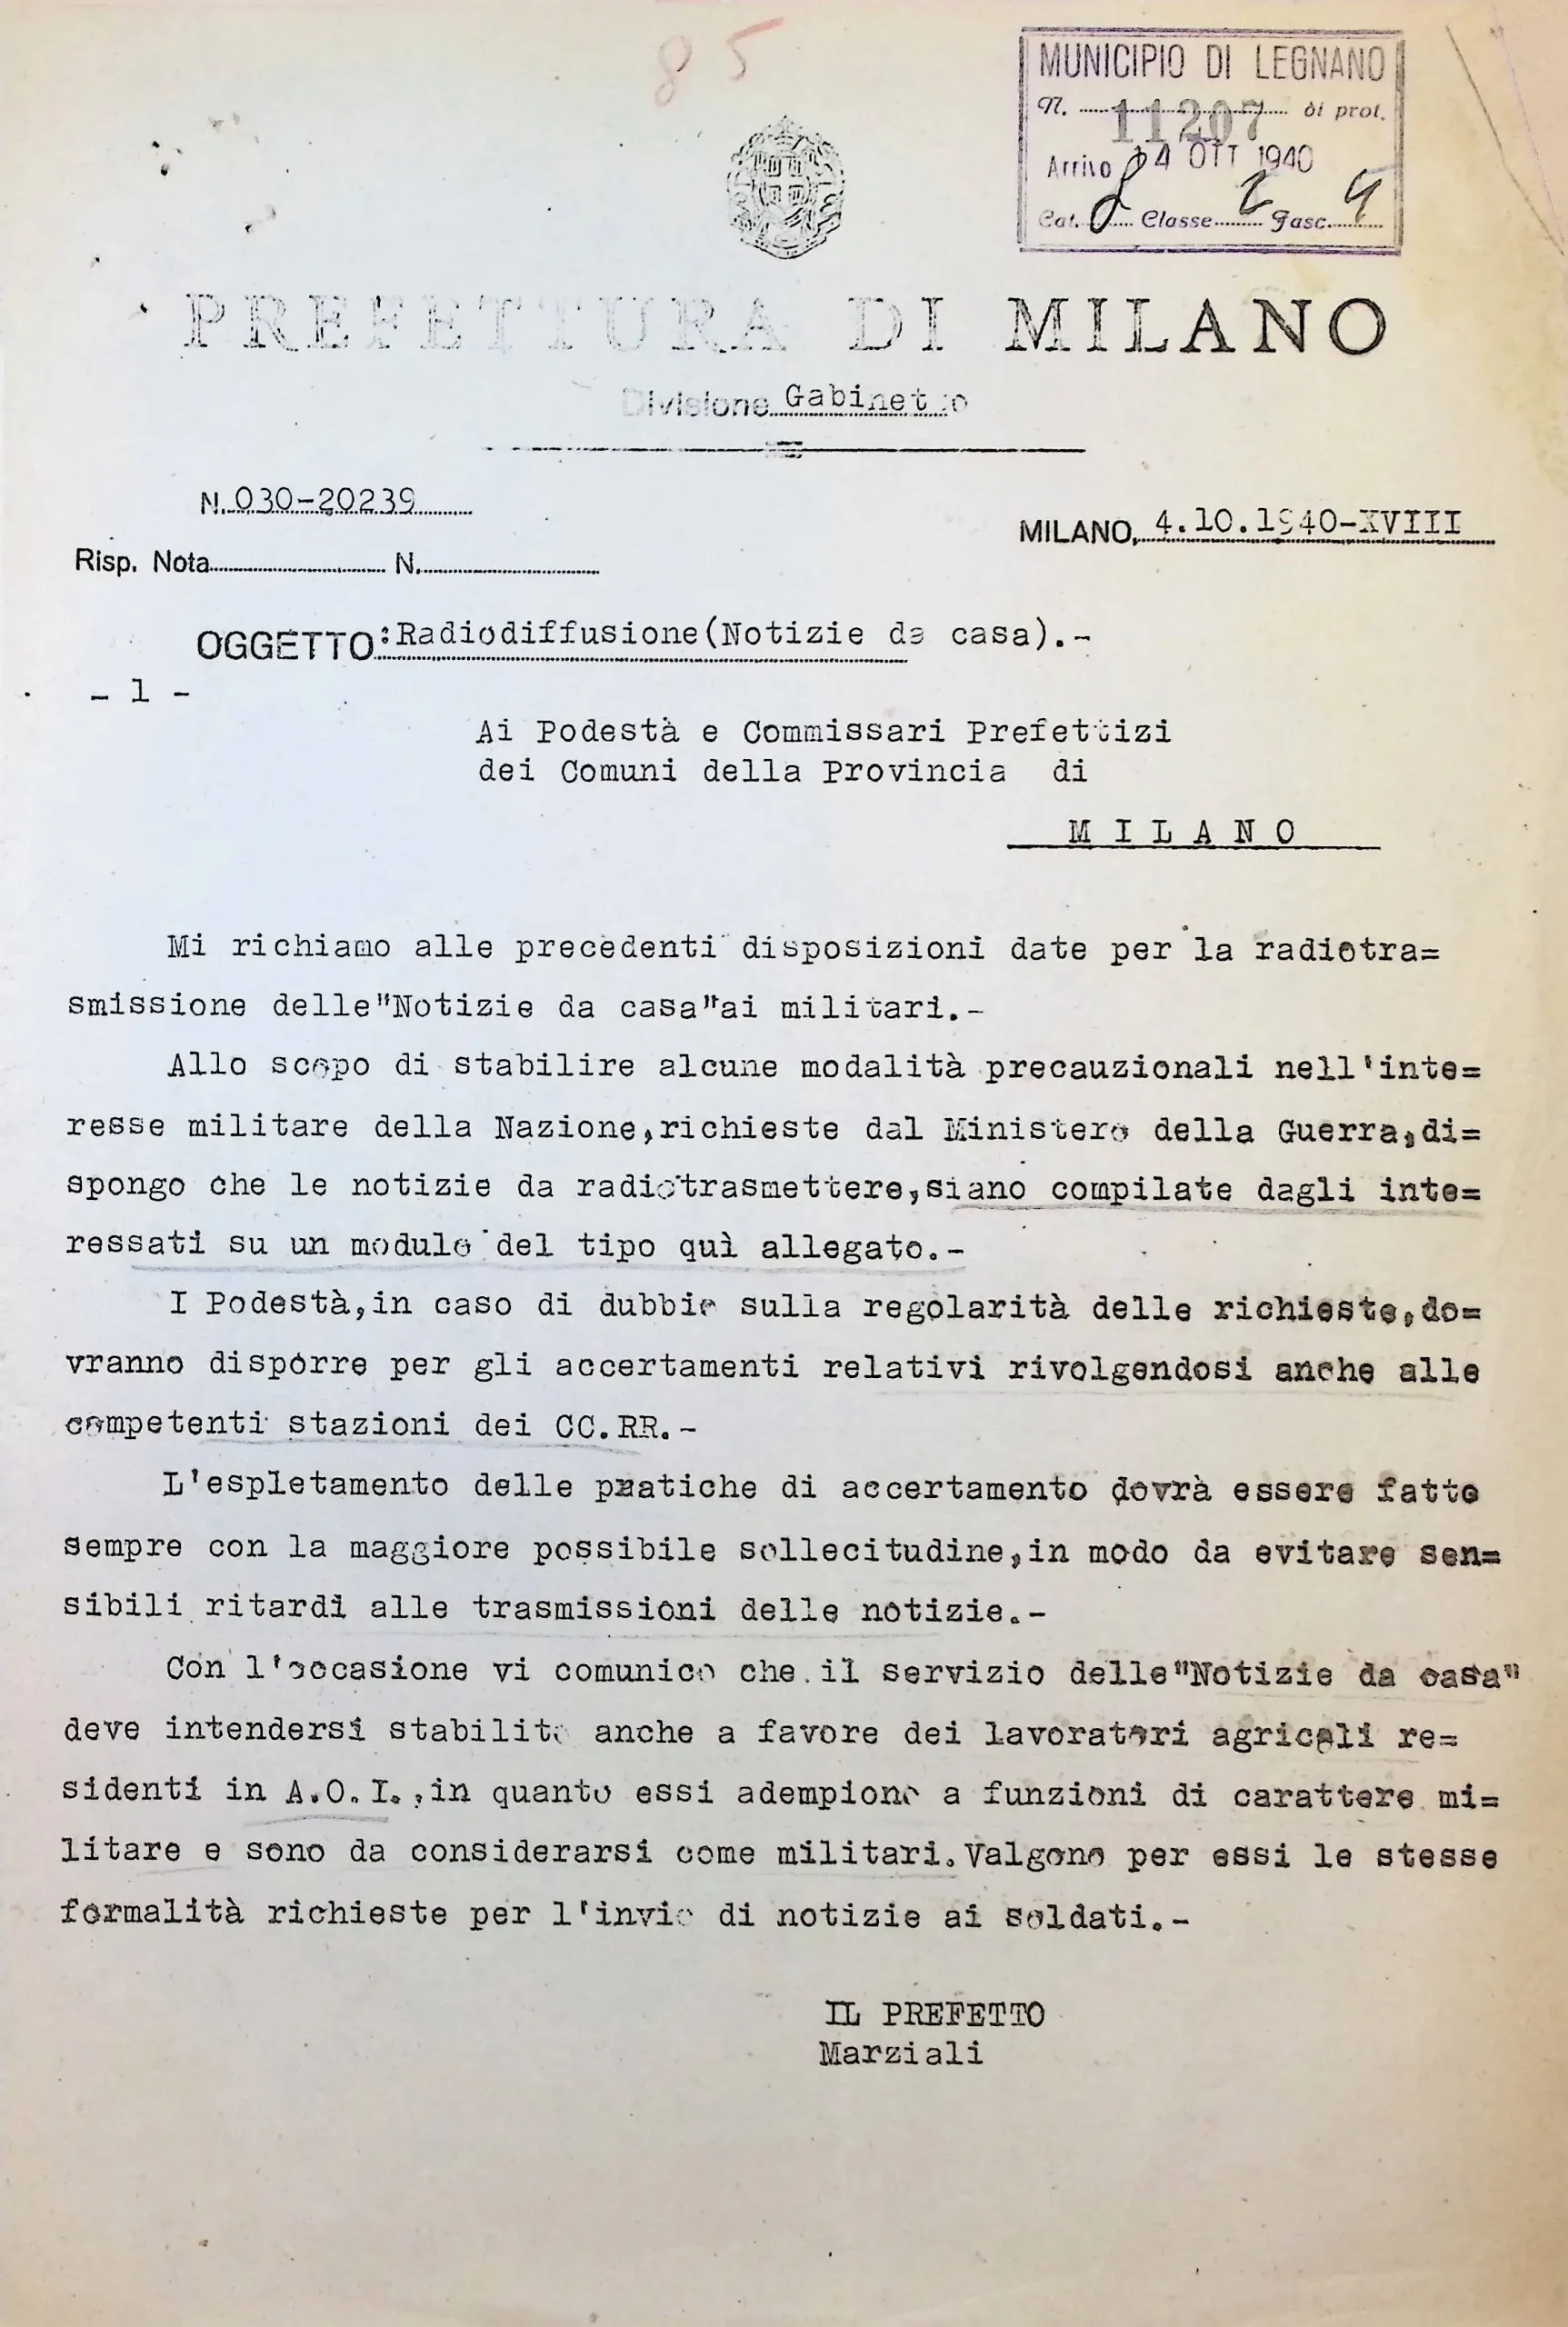 85
MUNICIPIO DI LEGNANO
N. 11207 di prot.
Arrivo 4 OTT 1940
Cat. 8 Classe 2 Fasc. 4
PREFETTURA DI MILANO
Divisione Gabinetto
N. 030-20239
MILANO, 4.10.1940-XVIII
Risp. Nota N.
OGGETTO:Radiodiffusione(Notizie da casa).-
- 1 -
Ai Podestà e Commissari Prefettizi
dei Comuni della Provincia di
M I L A N O
Mi richiamo alle precedenti disposizioni date per la radiotra=
smissione delle"Notizie da casa"ai militari.-
Allo scopo di stabilire alcune modalità precauzionali nell'inte=
resse militare della Nazione,richieste dal Ministero della Guerra,di=
spongo che le notizie da radiotrasmettere,siano compilate dagli inte=
ressati su un modulo del tipo quì allegato.-
I Podestà,in caso di dubbie sulla regolarità delle richieste,do=
vranno disporre per gli accertamenti relativi rivolgendosi anche alle
competenti stazioni dei CC.RR.-
L'espletamento delle pratiche di accertamento dovrà essere fatto
sempre con la maggiore possibile sollecitudine,in modo da evitare sen=
sibili ritardi alle trasmissioni delle notizie.-
Con l'occasione vi comunico che il servizio delle"Notizie da casa"
deve intendersi stabilito anche a favore dei lavoratori agricoli re=
sidenti in A.O.I.,in quanto essi adempiono a funzioni di carattere mi=
litare e sono da considerarsi come militari.Valgono per essi le stesse
formalità richieste per l'invio di notizie ai soldati.-
IL PREFETTO
Marziali